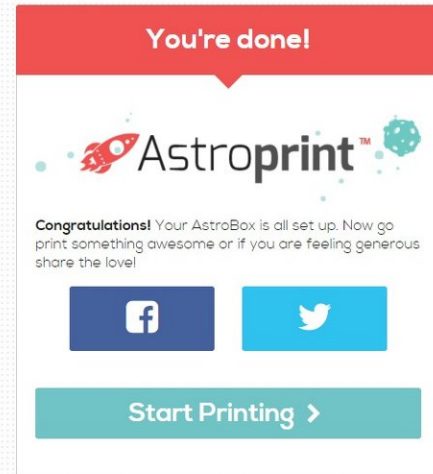 You're done!
Astroprint™
Congratulations! Your AstroBox is all set up. Now go
print something awesome or if you are feeling generous
share the love!
Start Printing >